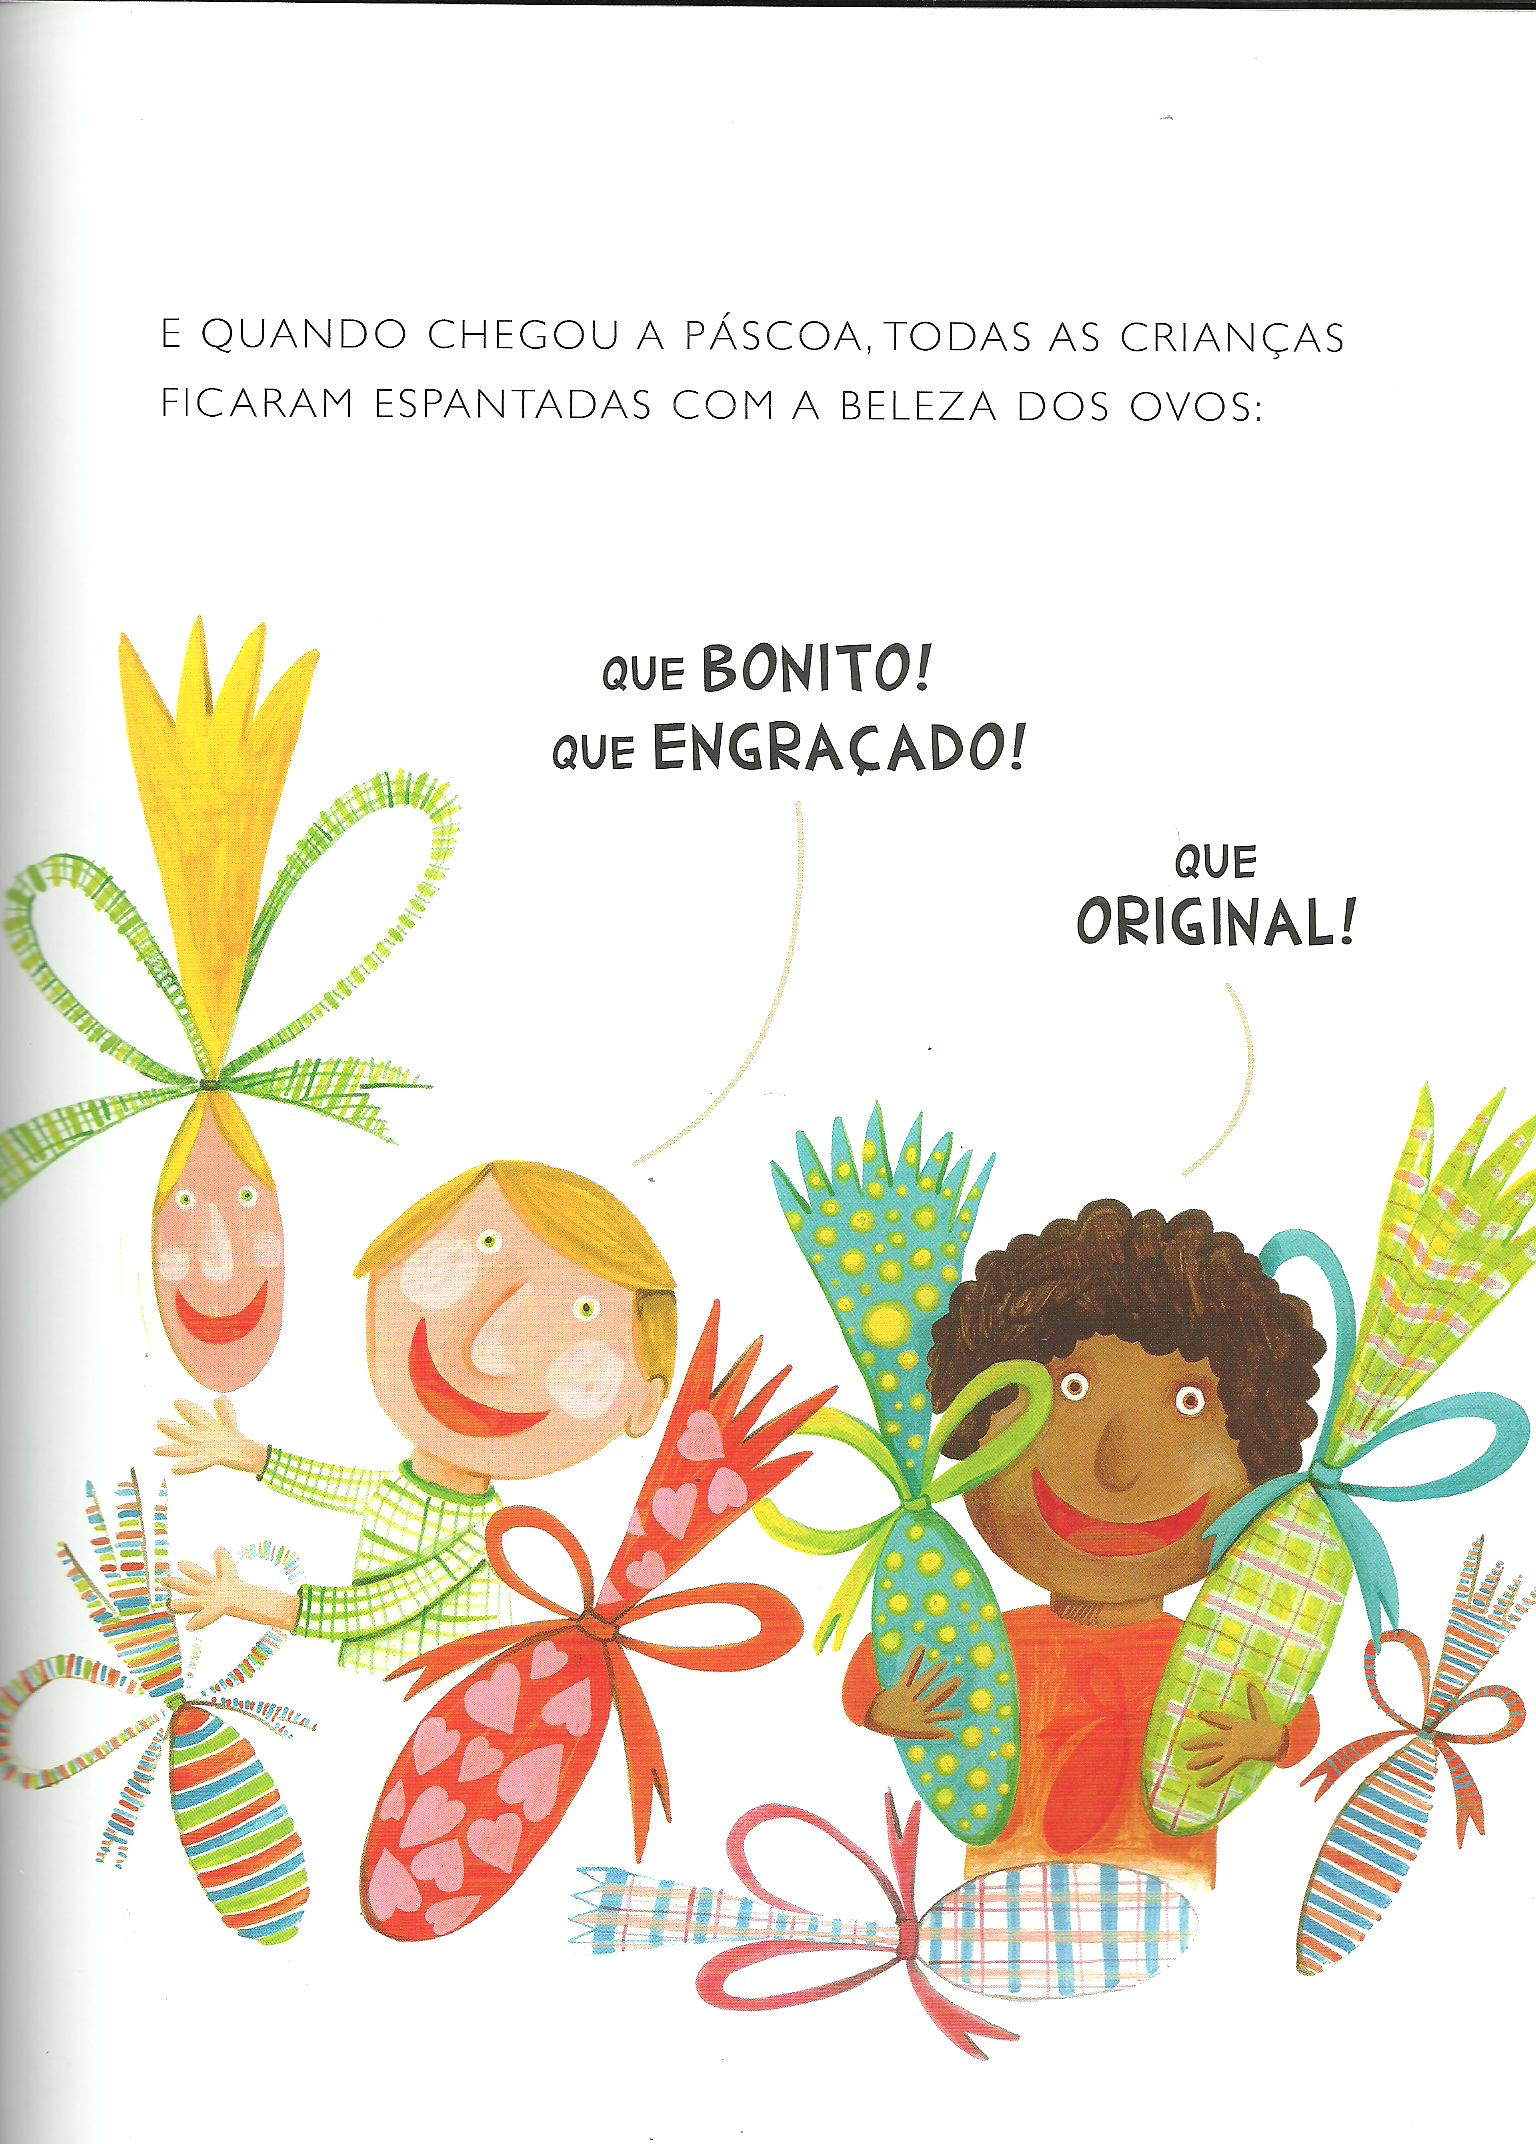 E QUANDO CHEGOU A PÁSCOA, TODAS AS CRIANÇAS
FICARAM ESPANTADAS COM A BELEZA DOS OVOS:
QUE BONITO!
QUE ENGRAÇADO!
QUE
ORIGINAL!